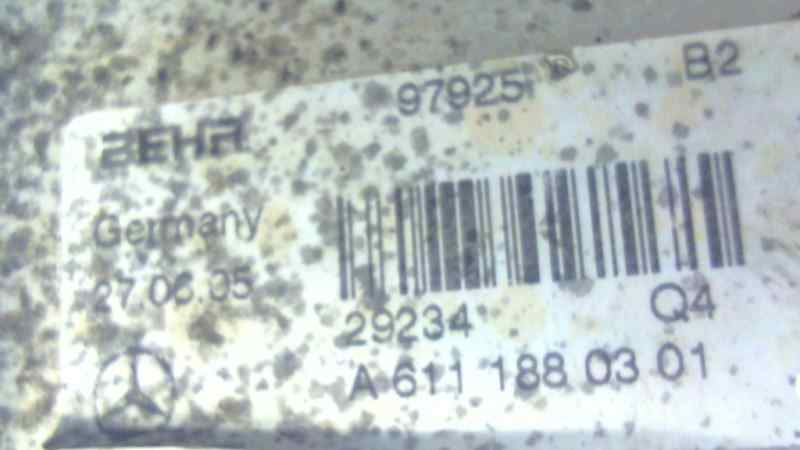 97925 B2
BEHR
Germany
27.06.05
29234 Q4
A 611 188 03 01